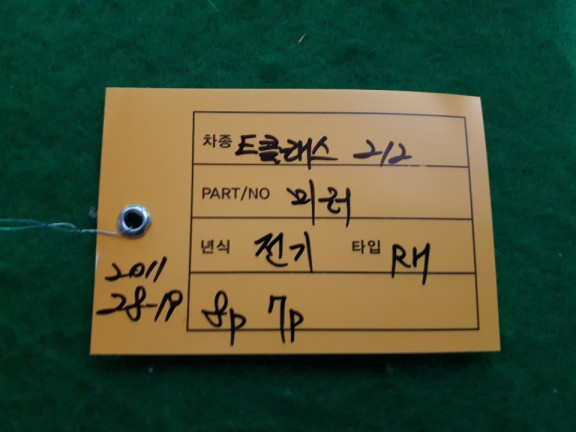 차종 E클래스 212
PART/NO 미러
년식 전기 타입 RH
8P 7P
2011
28-19